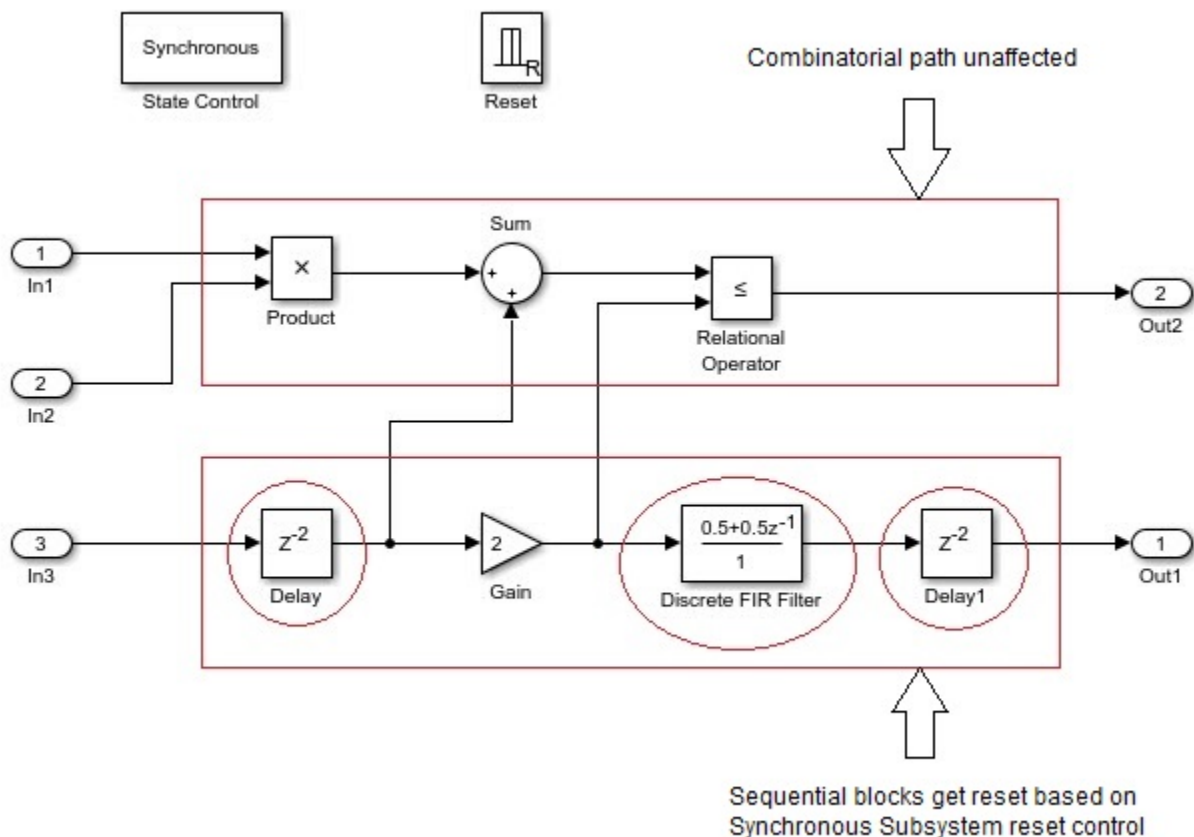 Synchronous
State Control
R
Reset
Combinatorial path unaffected
1
In1
×
Product
Sum
+
+
≤
Relational
Operator
2
Out2
2
In2
3
In3
z⁻²
Delay
2
Gain
0.5+0.5z⁻¹
1
Discrete FIR Filter
z⁻²
Delay1
1
Out1
Sequential blocks get reset based on
Synchronous Subsystem reset control